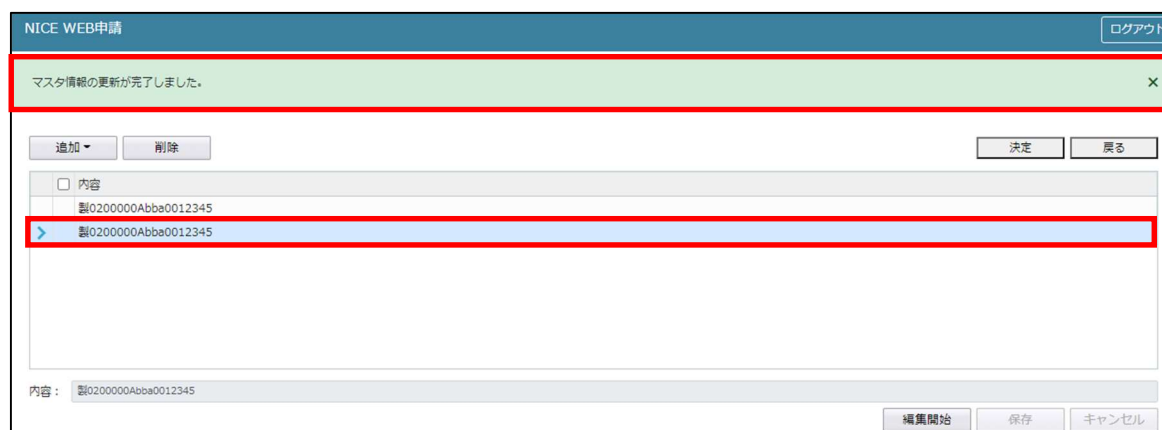 NICE WEB申請
ログアウト
マスタ情報の更新が完了しました。
追加 削除 決定 戻る
内容
製0200000Abba0012345
製0200000Abba0012345
内容： 製0200000Abba0012345
編集開始 保存 キャンセル